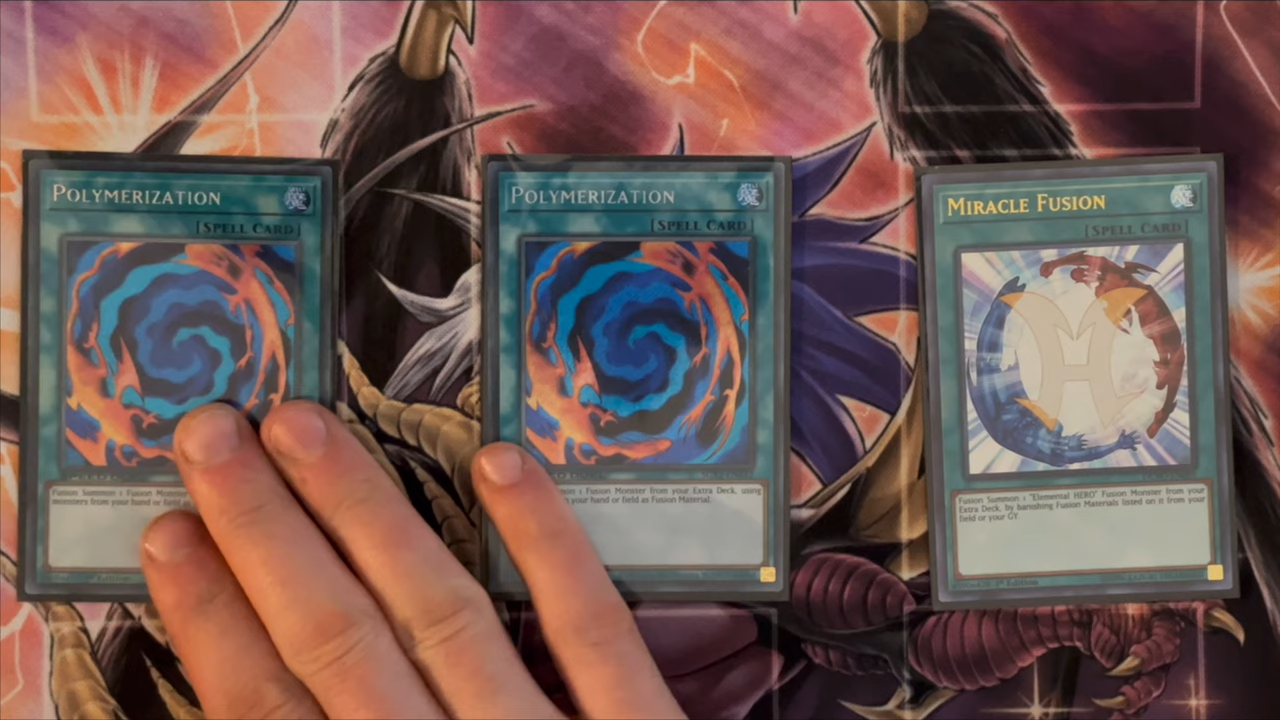 POLYMERIZATION
[SPELL CARD]
Fusion Summon 1 Fusion Monster
monsters from your hand or field as
POLYMERIZATION
[SPELL CARD]
1 Fusion Monster from your Extra Deck, using
your hand or field as Fusion Material.
MIRACLE FUSION
[SPELL CARD]
Fusion Summon 1 "Elemental HERO" Fusion Monster from your
Extra Deck, by banishing Fusion Materials listed on it from your
field or your GY.
1st Edition